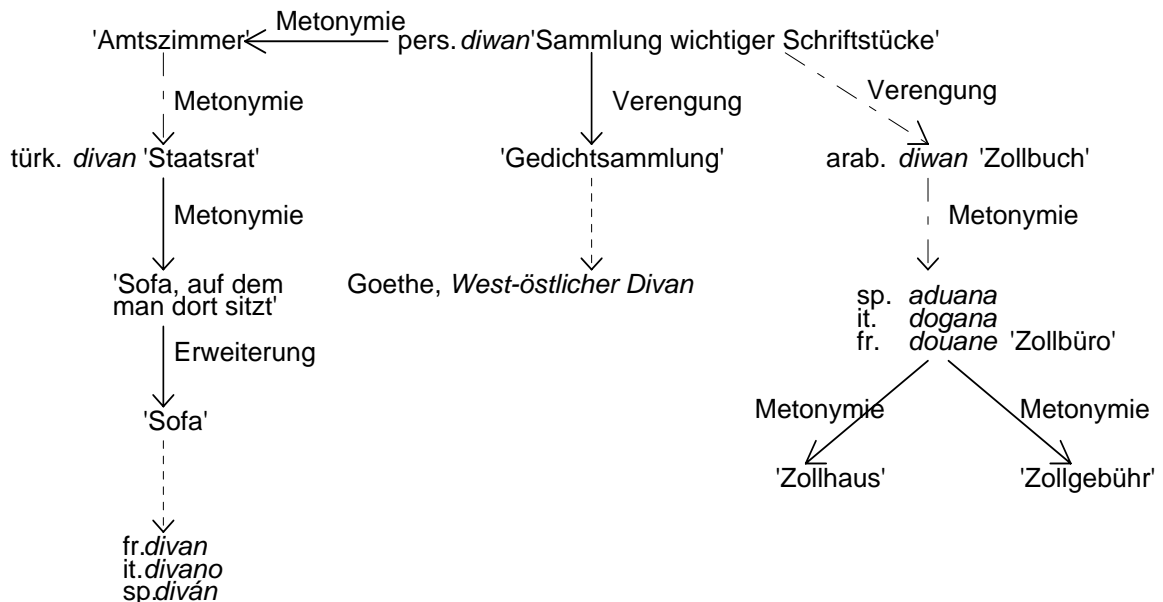 Metonymie
'Amtszimmer' pers. diwan'Sammlung wichtiger Schriftstücke'
Metonymie Verengung Verengung
türk. divan 'Staatsrat' 'Gedichtsammlung' arab. diwan 'Zollbuch'
Metonymie Metonymie
'Sofa, auf dem
man dort sitzt'
Goethe, West-östlicher Divan
sp. aduana
it. dogana
fr. douane 'Zollbüro'
Erweiterung
Metonymie Metonymie
'Sofa'
'Zollhaus' 'Zollgebühr'
fr.divan
it.divano
sp.diván